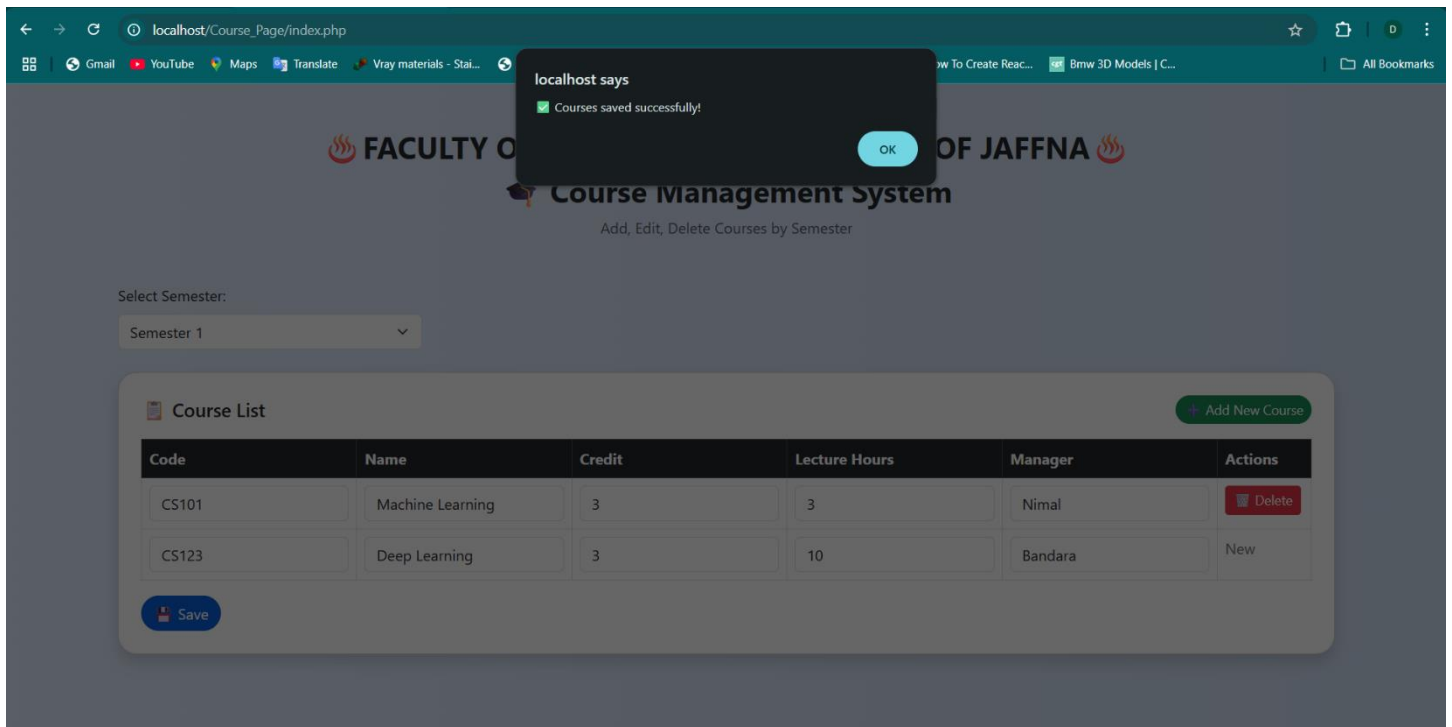 localhost/Course_Page/index.php
D
Gmail YouTube Maps Translate Vray materials - Stai... ow To Create Reac... Bmw 3D Models | C... All Bookmarks
localhost says
✅ Courses saved successfully!
OK
♨ FACULTY O OF JAFFNA ♨
🎓 Course Management System
Add, Edit, Delete Courses by Semester
Select Semester:
Semester 1
📋 Course List
➕ Add New Course
Code Name Credit Lecture Hours Manager Actions
CS101 Machine Learning 3 3 Nimal 🗑 Delete
CS123 Deep Learning 3 10 Bandara New
💾 Save